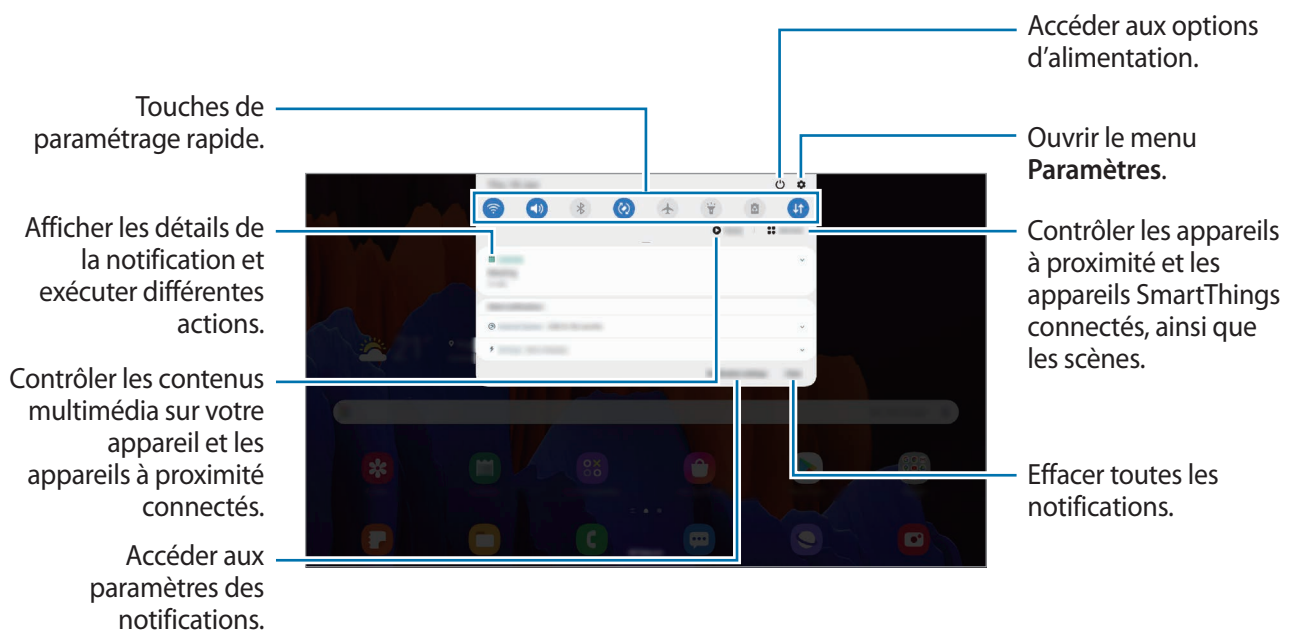 Accéder aux options
d’alimentation.
Touches de
paramétrage rapide.
Ouvrir le menu
Paramètres.
Afficher les détails de
la notification et
exécuter différentes
actions.
Contrôler les appareils
à proximité et les
appareils SmartThings
connectés, ainsi que
les scènes.
Contrôler les contenus
multimédia sur votre
appareil et les
appareils à proximité
connectés.
Effacer toutes les
notifications.
Accéder aux
paramètres des
notifications.